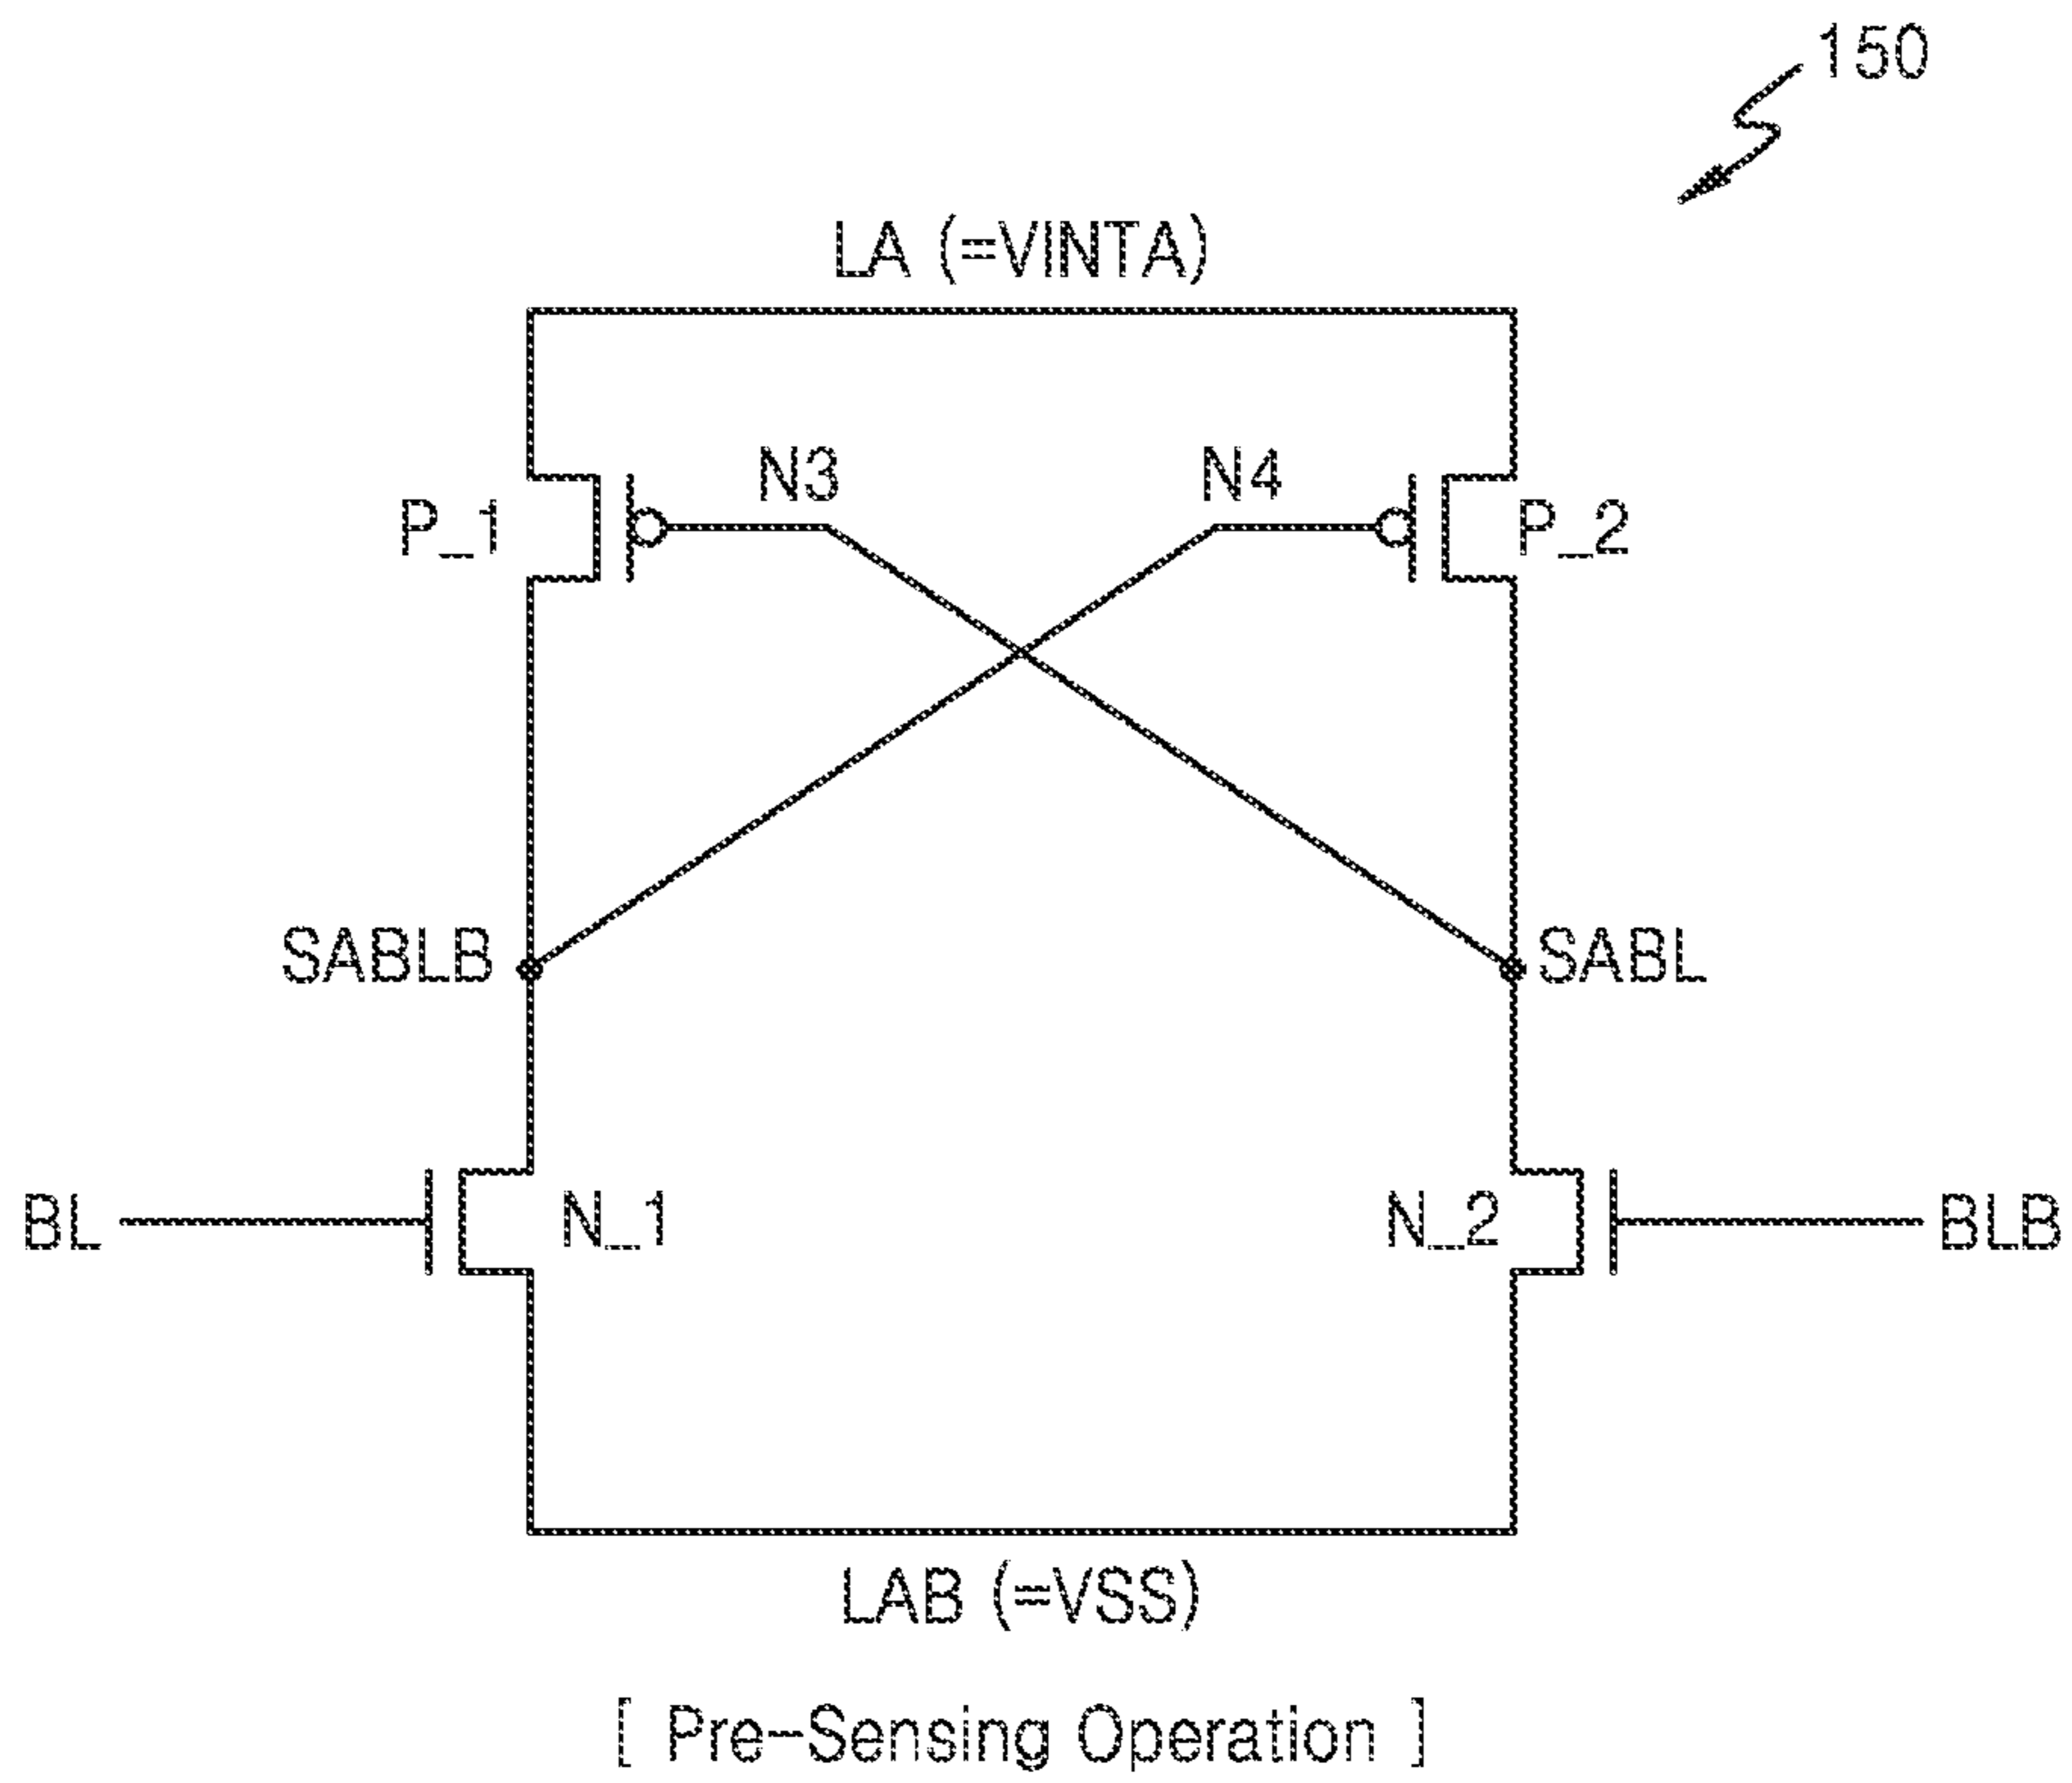 150
LA (=VINTA)
N3
N4
P_1
P_2
SABLB
SABL
BL
N_1
N_2
BLB
LAB (=VSS)
[ Pre-Sensing Operation ]